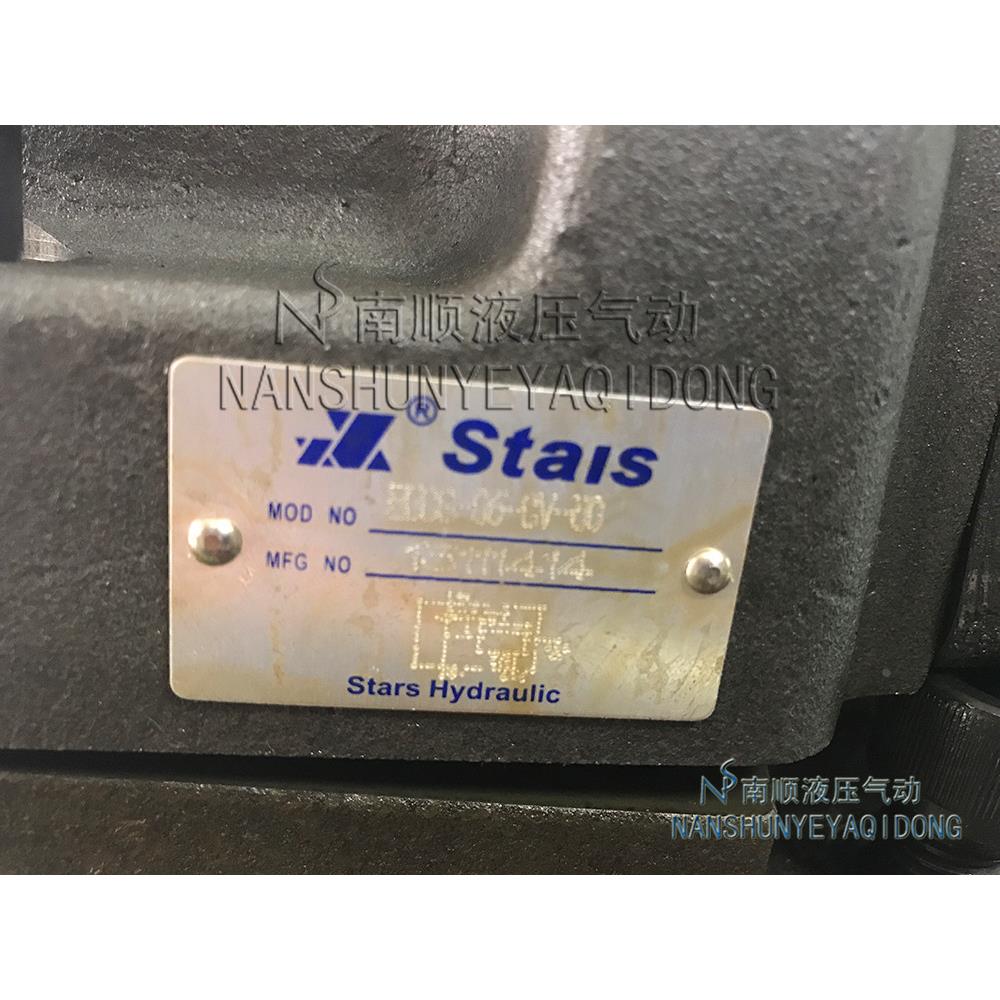 南顺液压气动
NANSHUNYEYAQIDONG
® Stais
MOD NO
MFG NO
Stars Hydraulic
南顺液压气动
NANSHUNYEYAQIDONG